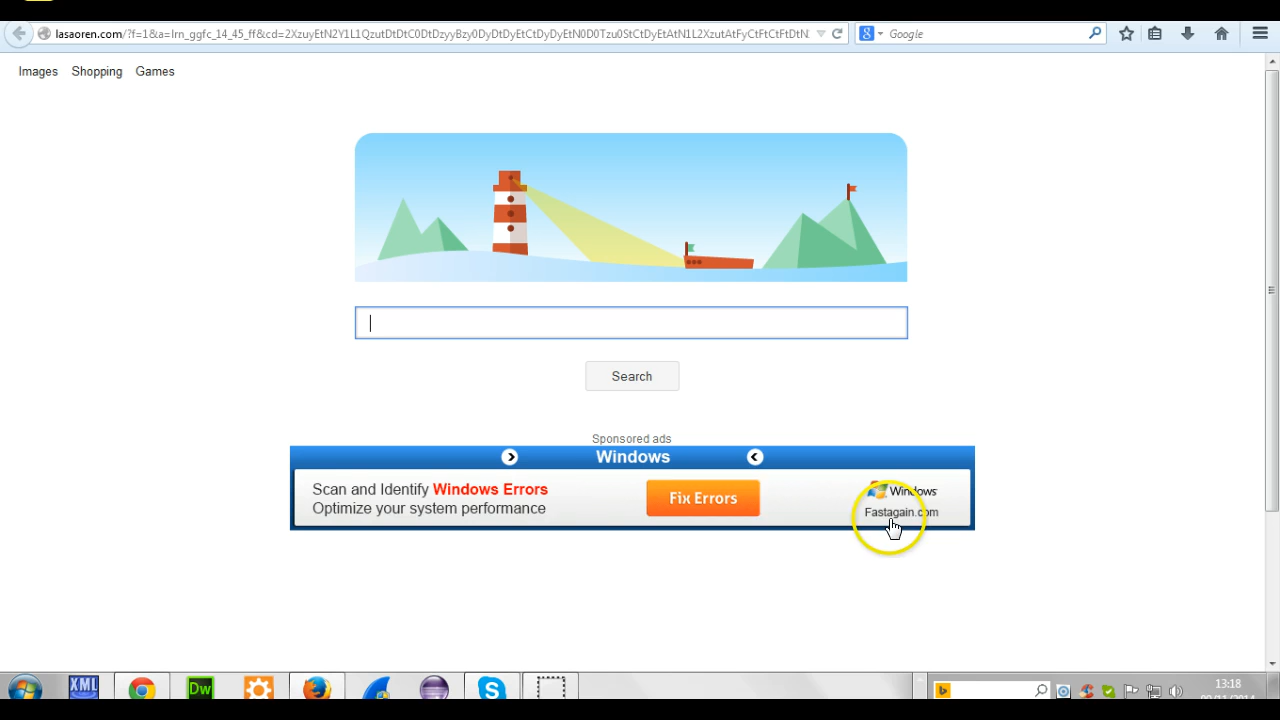 lasaoren.com/?f=1&a=lrn_ggfc_14_45_ff&cd=2XzuyEtN2Y1L1QzutDtDtC0DtDzyyBzy0DyDtDyEtCtDyDyEtN0D0Tzu0StCtDyEtAtN1L2XzutAtFyCtFtCtFtDtN:
Google
Images Shopping Games
Search
Sponsored ads
Windows
Scan and Identify Windows Errors
Optimize your system performance
Fix Errors
Windows
Fastagain.com
XML
Dw
13:18